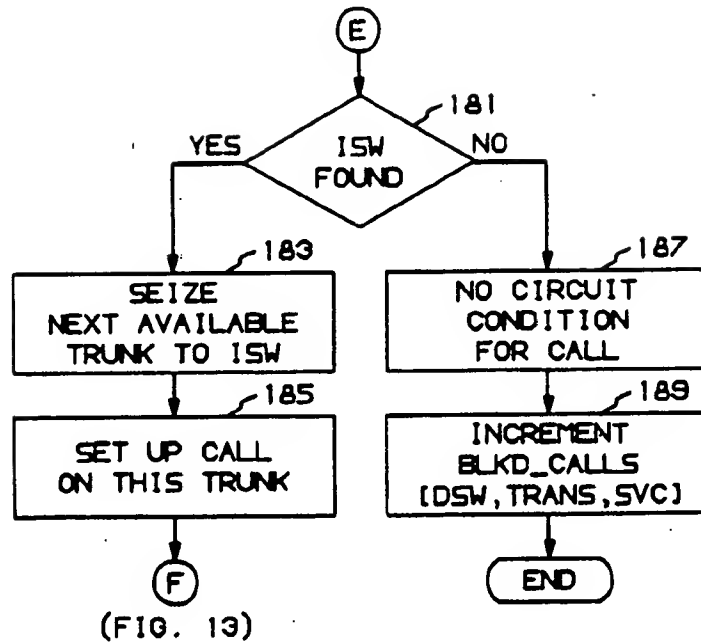 E
181
YES
ISW
FOUND
NO
183
SEIZE
NEXT AVAILABLE
TRUNK TO ISW
187
NO CIRCUIT
CONDITION
FOR CALL
185
SET UP CALL
ON THIS TRUNK
189
INCREMENT
BLKD_CALLS
[DSW,TRANS,SVC]
F
(FIG. 13)
END